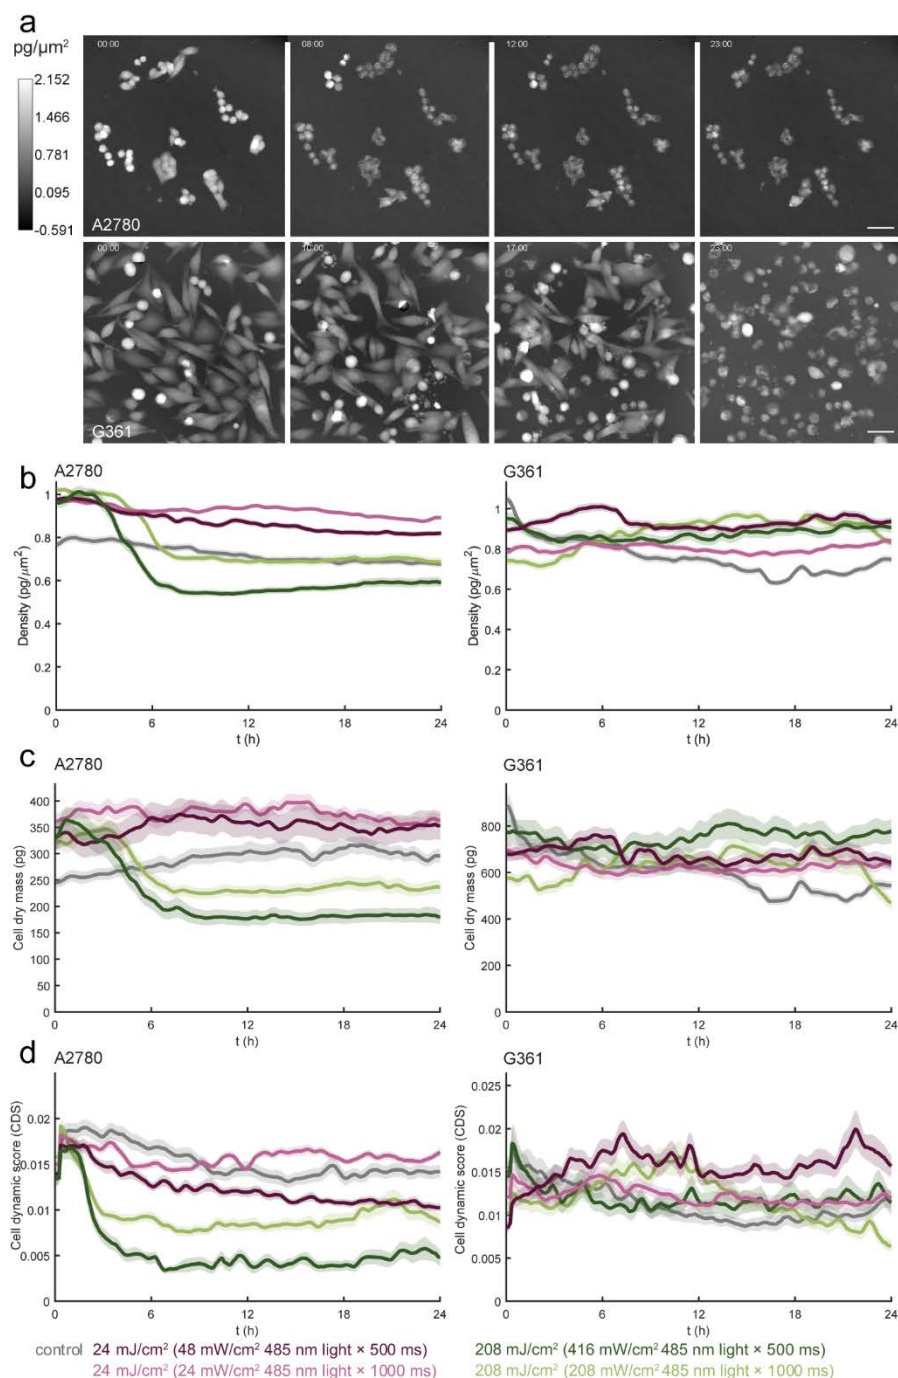 a
pg/µm²
2.152
1.466
0.781
0.095
-0.591
00:00
08:00
12:00
23:00
A2780
00:00
17:00
23:00
G361
b
A2780
G361
Density (pg/µm²)
1
0.8
0.6
0.4
0.2
0
0 6 12 18 24
t (h)
Density (pg/µm²)
1
0.8
0.6
0.4
0.2
0
0 6 12 18 24
t (h)
c
A2780
G361
Cell dry mass (pg)
400
350
300
250
200
150
100
50
0
0 6 12 18 24
t (h)
Cell dry mass (pg)
800
600
400
200
0
0 6 12 18 24
t (h)
d
A2780
G361
Cell dynamic score (CDS)
0.02
0.015
0.01
0.005
0
0 6 12 18 24
t (h)
Cell dynamic score (CDS)
0.025
0.02
0.015
0.01
0.005
0
0 6 12 18 24
t (h)
control 24 mJ/cm² (48 mW/cm² 485 nm light × 500 ms)
24 mJ/cm² (24 mW/cm² 485 nm light × 1000 ms)
208 mJ/cm² (416 mW/cm² 485 nm light × 500 ms)
208 mJ/cm² (208 mW/cm² 485 nm light × 1000 ms)